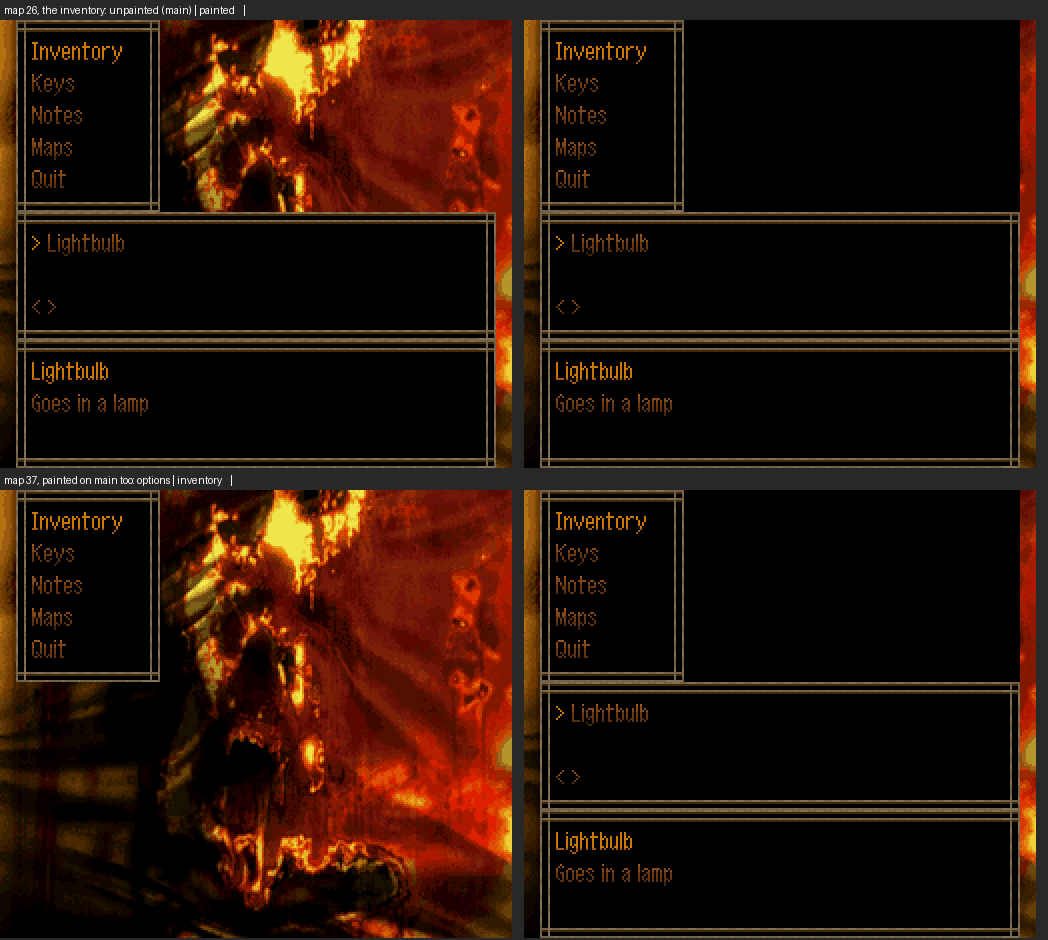 map 26, the inventory: unpainted (main) | painted |
Inventory
Keys
Notes
Maps
Quit
> Lightbulb
< >
Lightbulb
Goes in a lamp
Inventory
Keys
Notes
Maps
Quit
> Lightbulb
< >
Lightbulb
Goes in a lamp
map 37, painted on main too: options | inventory |
Inventory
Keys
Notes
Maps
Quit
Inventory
Keys
Notes
Maps
Quit
> Lightbulb
< >
Lightbulb
Goes in a lamp